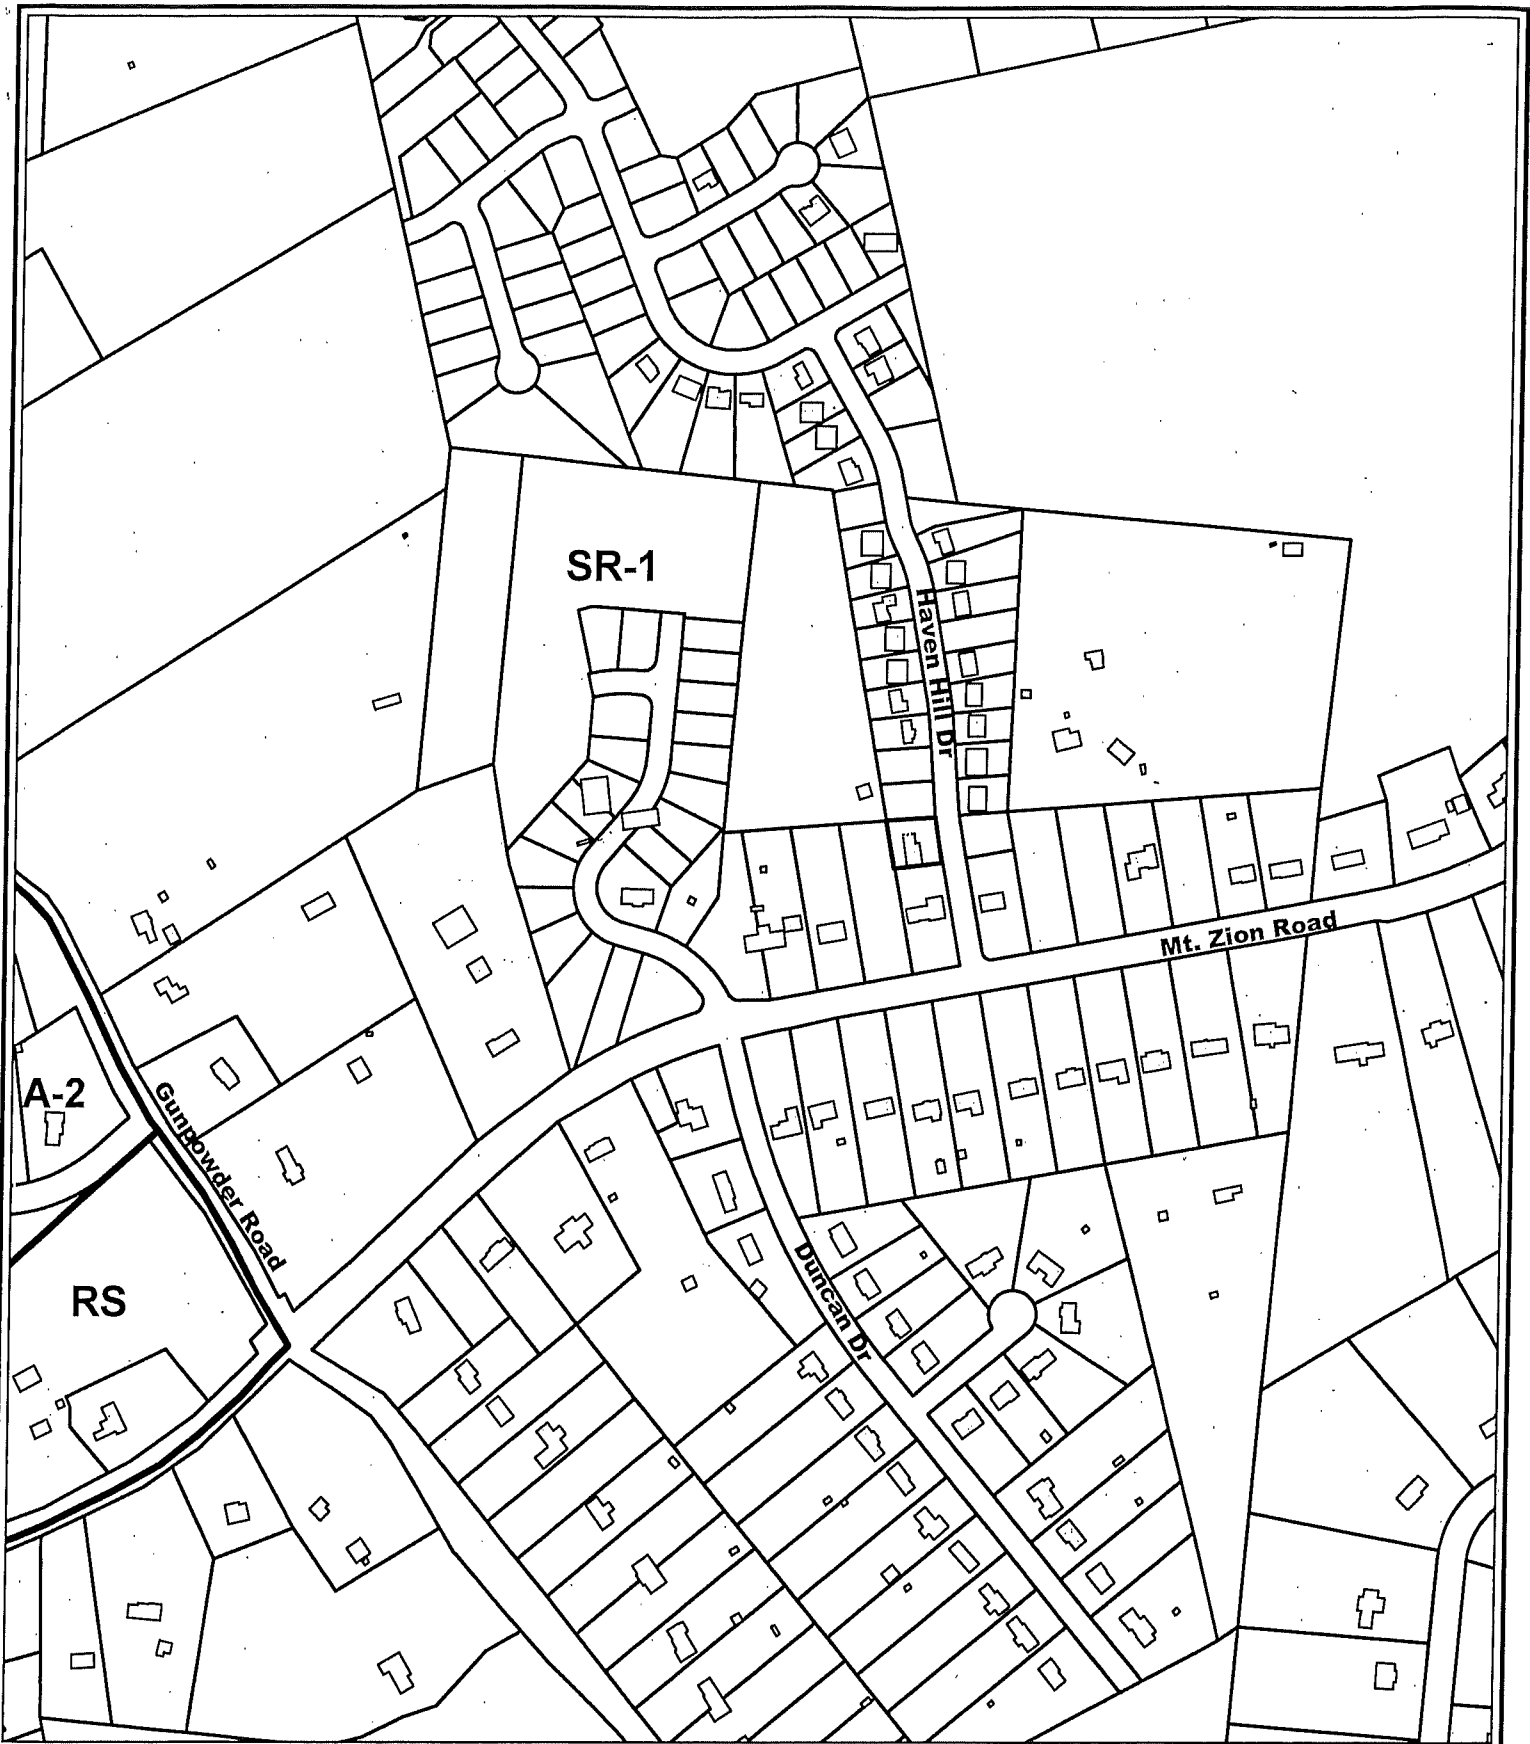 SR-1
Haven Hill Dr
Mt. Zion Road
A-2
Gunpowder Road
Duncan Dr
RS